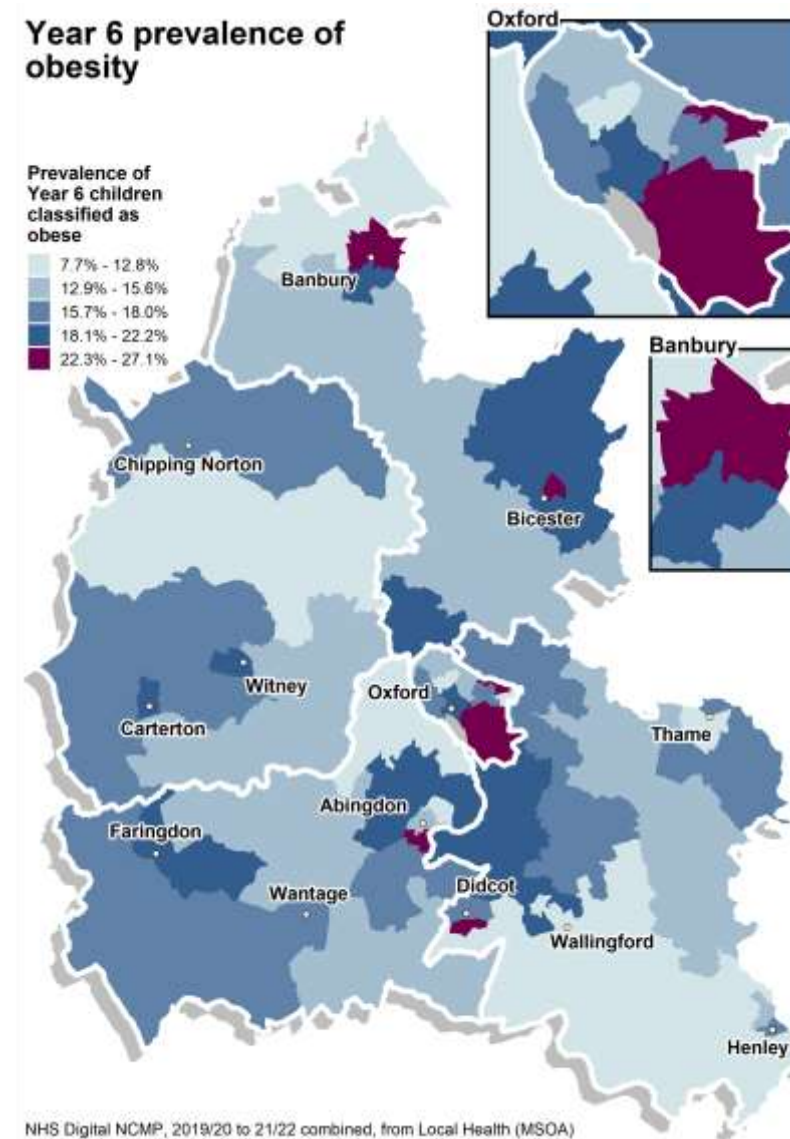 Year 6 prevalence of
obesity
Prevalence of
Year 6 children
classified as
obese
7.7% - 12.8%
12.9% - 15.6%
15.7% - 18.0%
18.1% - 22.2%
22.3% - 27.1%
Oxford
Banbury
Banbury
Chipping Norton
Bicester
Witney
Oxford
Carterton
Thame
Abingdon
Faringdon
Didcot
Wantage
Wallingford
Henley
NHS Digital NCMP, 2019/20 to 21/22 combined, from Local Health (MSOA)